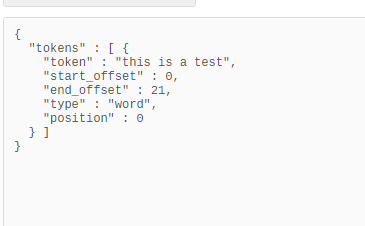 {
"tokens" : [ {
"token" : "this is a test",
"start_offset" : 0,
"end_offset" : 21,
"type" : "word",
"position" : 0
} ]
}